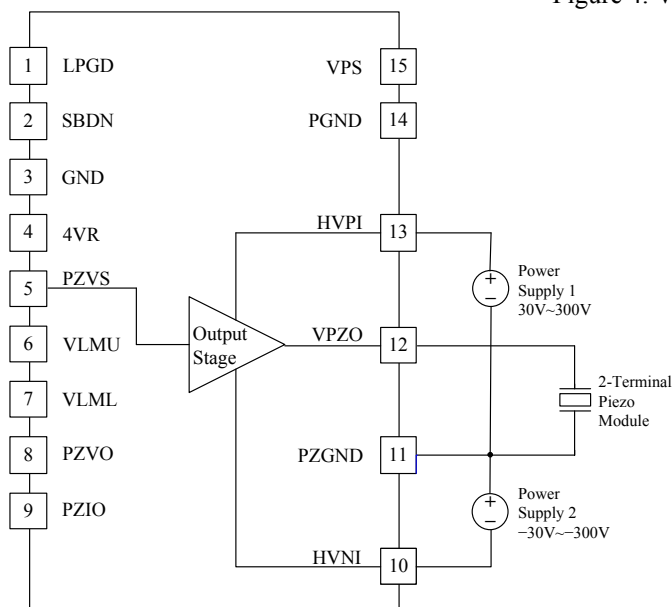 Figure 4. V
1 LPGD
2 SBDN
3 GND
4 4VR
5 PZVS
6 VLMU
7 VLML
8 PZVO
9 PZIO
VPS 15
PGND 14
HVPI 13
VPZO 12
PZGND 11
HVNI 10
Output
Stage
+
−
Power
Supply 1
30V~300V
2-Terminal
Piezo
Module
+
−
Power
Supply 2
−30V~−300V